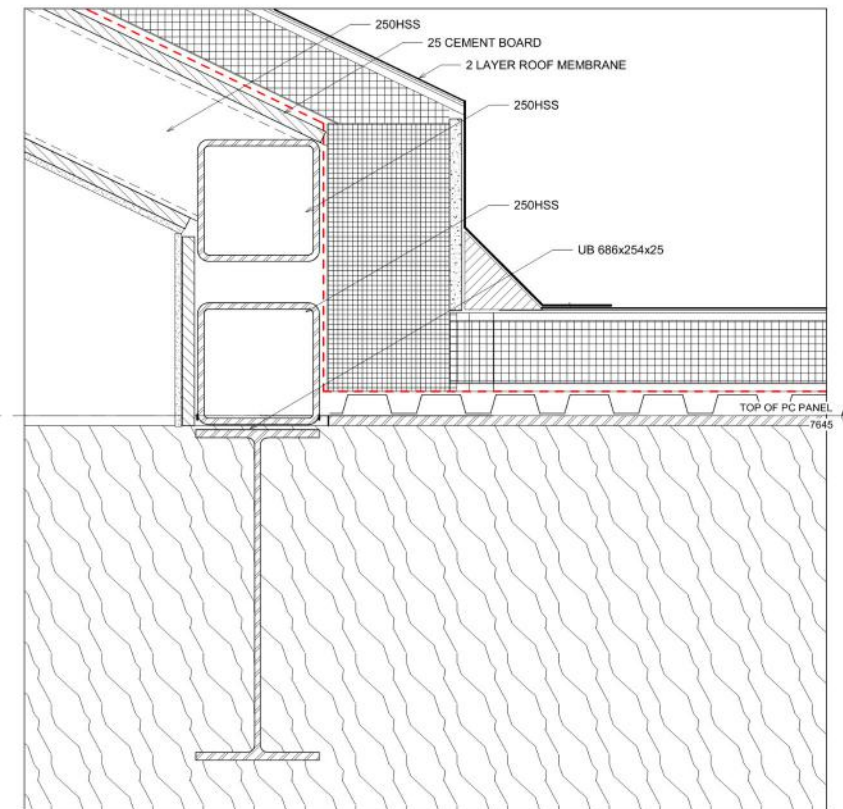 250HSS
25 CEMENT BOARD
2 LAYER ROOF MEMBRANE
250HSS
250HSS
UB 686x254x25
TOP OF PC PANEL
7645